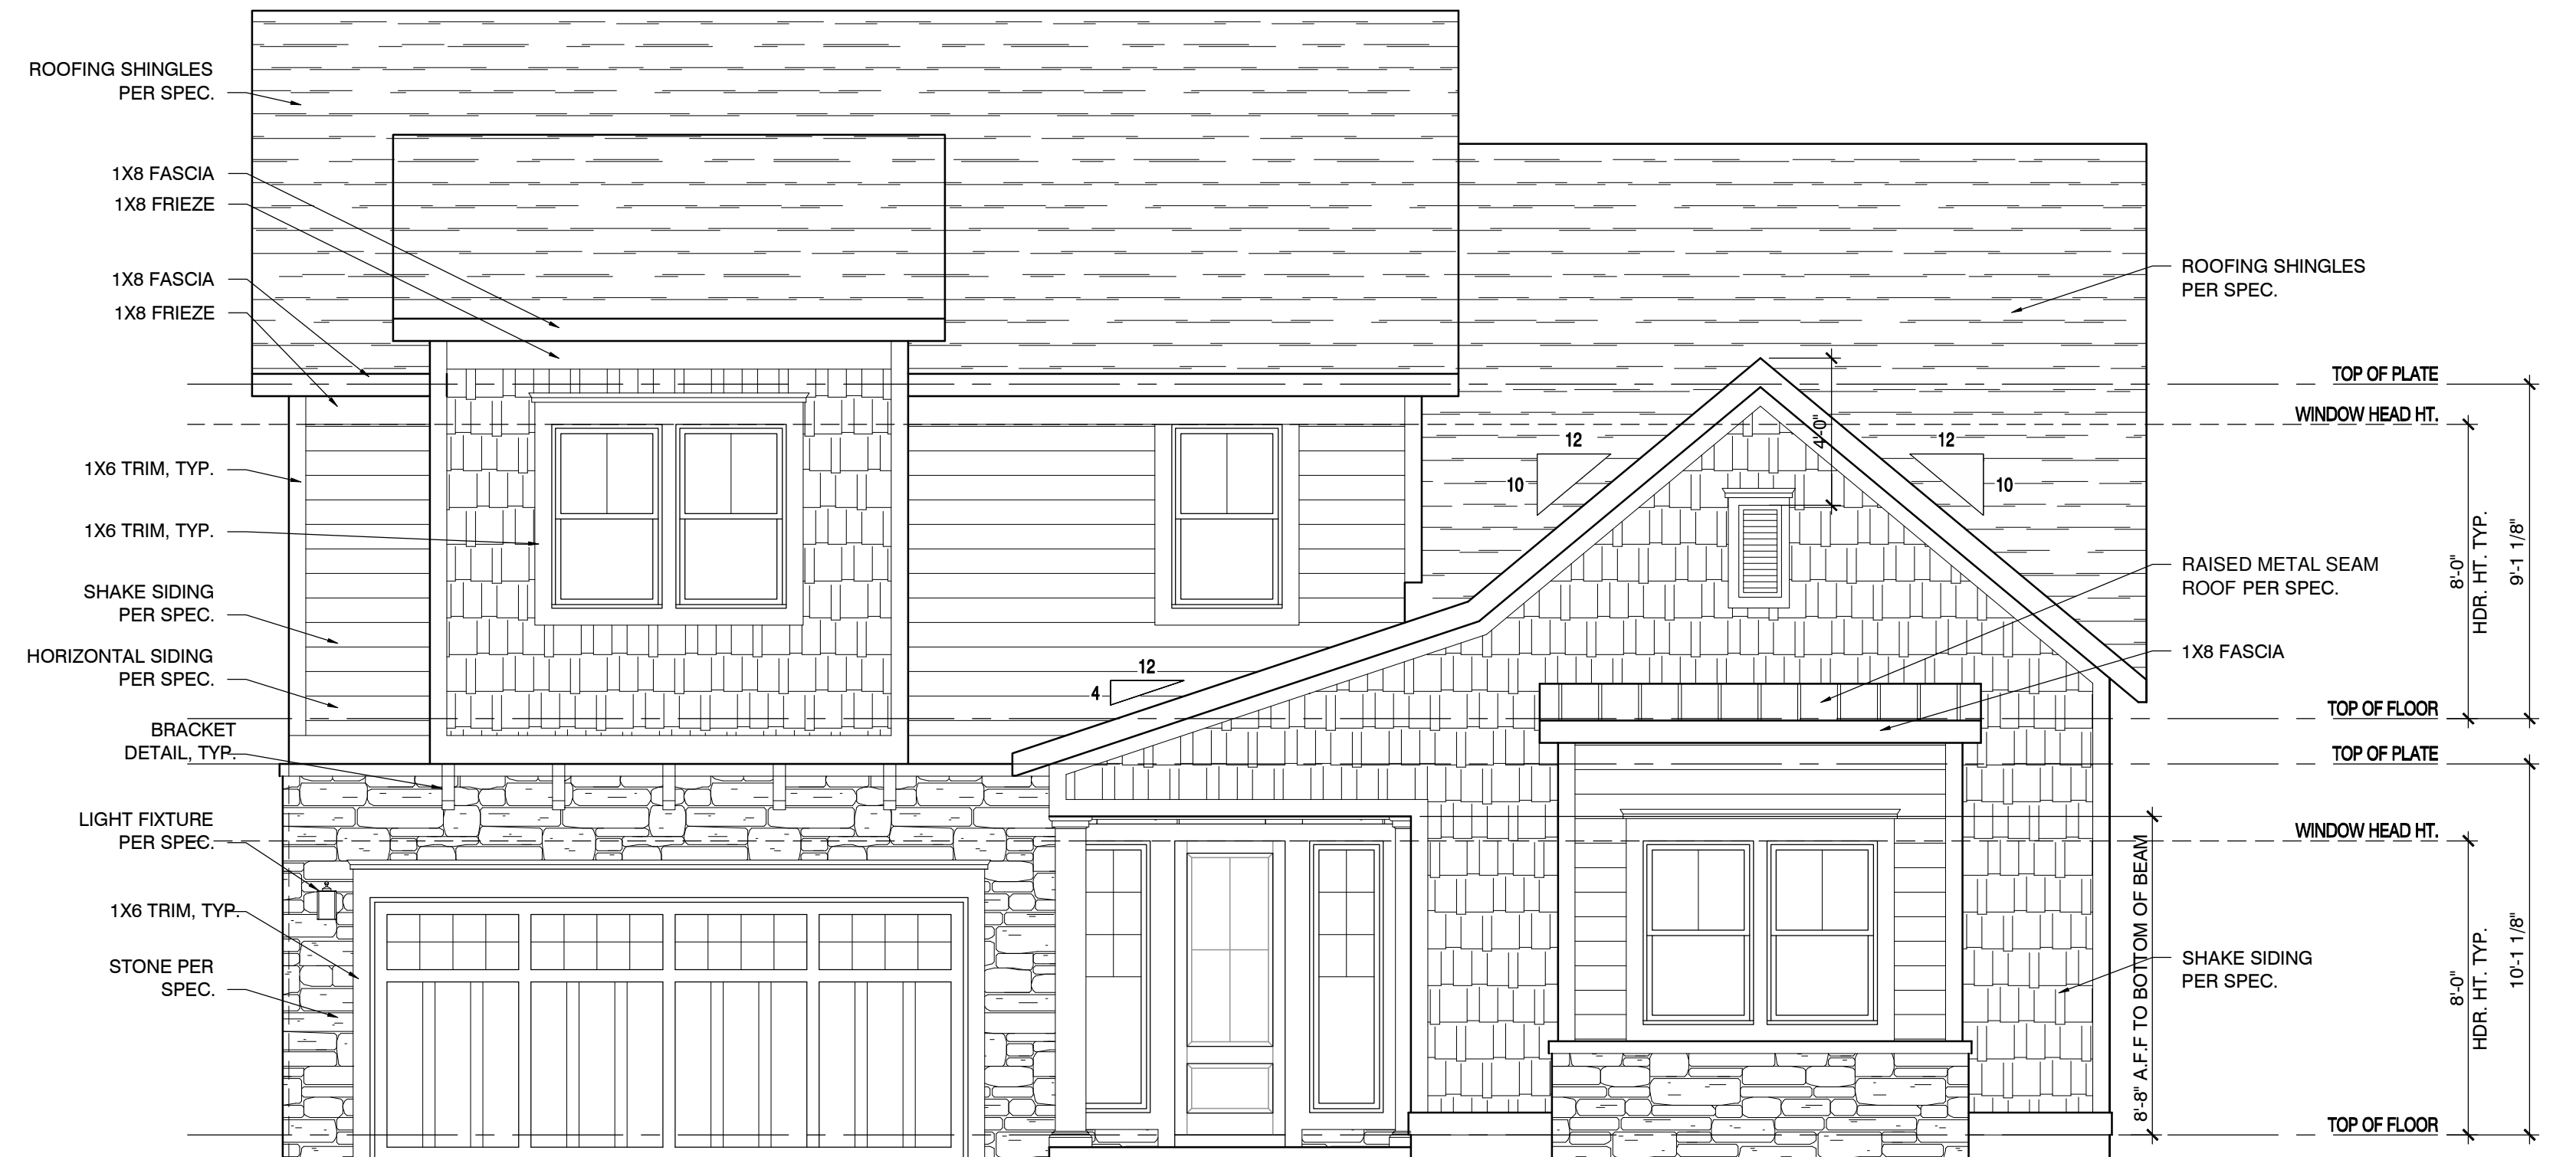 ROOFING SHINGLES
PER SPEC.
1X8 FASCIA
1X8 FRIEZE
1X8 FASCIA
1X8 FRIEZE
1X6 TRIM, TYP.
1X6 TRIM, TYP.
SHAKE SIDING
PER SPEC.
HORIZONTAL SIDING
PER SPEC.
BRACKET
DETAIL, TYP.
LIGHT FIXTURE
PER SPEC.
1X6 TRIM, TYP.
STONE PER
SPEC.
12
4
12
10
4'-0"
12
10
ROOFING SHINGLES
PER SPEC.
TOP OF PLATE
WINDOW HEAD HT.
8'-0"
HDR. HT. TYP.
9'-1 1/8"
RAISED METAL SEAM
ROOF PER SPEC.
1X8 FASCIA
TOP OF FLOOR
TOP OF PLATE
WINDOW HEAD HT.
8'-8" A.F.F TO BOTTOM OF BEAM
SHAKE SIDING
PER SPEC.
8'-0"
HDR. HT. TYP.
10'-1 1/8"
TOP OF FLOOR